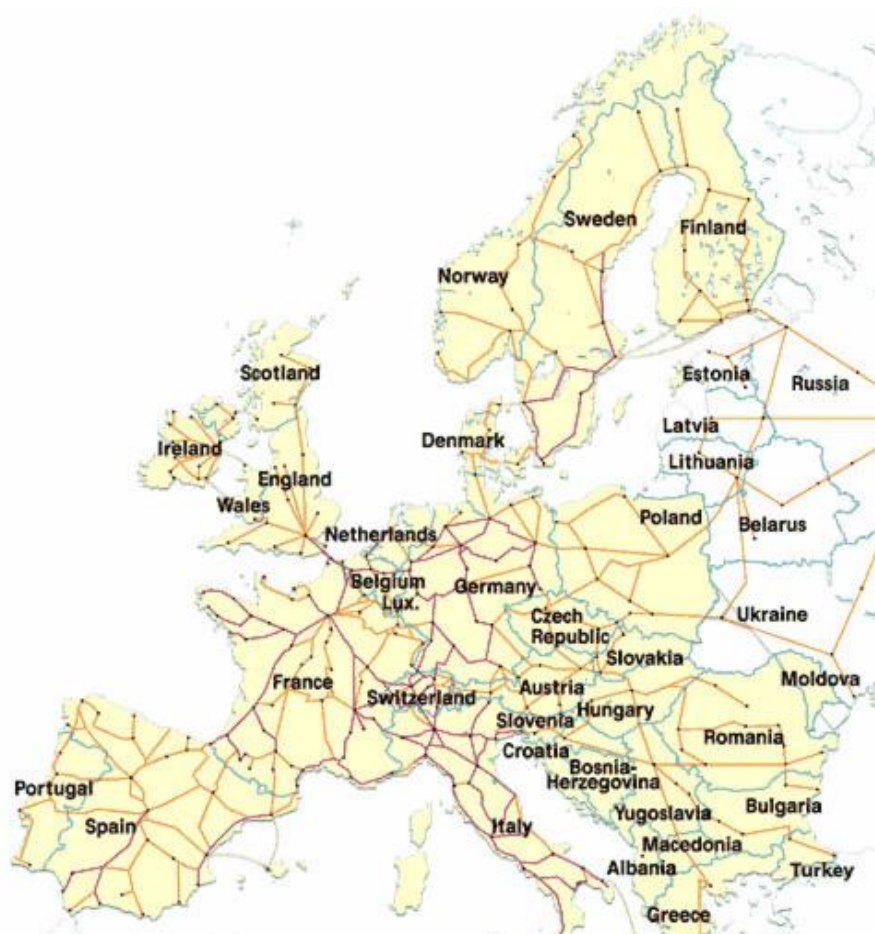 Sweden
Finland
Norway
Scotland
Estonia
Russia
Latvia
Denmark
Ireland
Lithuania
England
Wales
Poland
Belarus
Netherlands
Belgium
Lux.
Germany
Czech
Republic
Ukraine
Slovakia
France
Switzerland
Austria
Moldova
Hungary
Slovenia
Romania
Croatia
Bosnia-
Herzegovina
Portugal
Spain
Italy
Yugoslavia
Bulgaria
Macedonia
Albania
Turkey
Greece